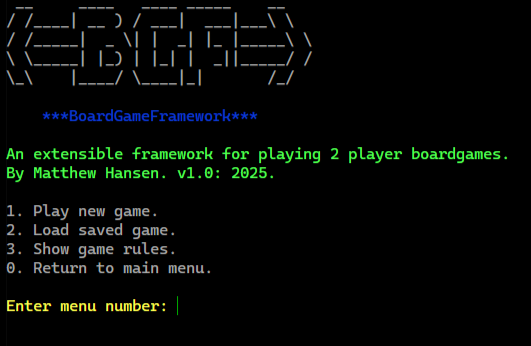 <-BGF->
***BoardGameFramework***
An extensible framework for playing 2 player boardgames.
By Matthew Hansen. v1.0: 2025.
1. Play new game.
2. Load saved game.
3. Show game rules.
0. Return to main menu.
Enter menu number: